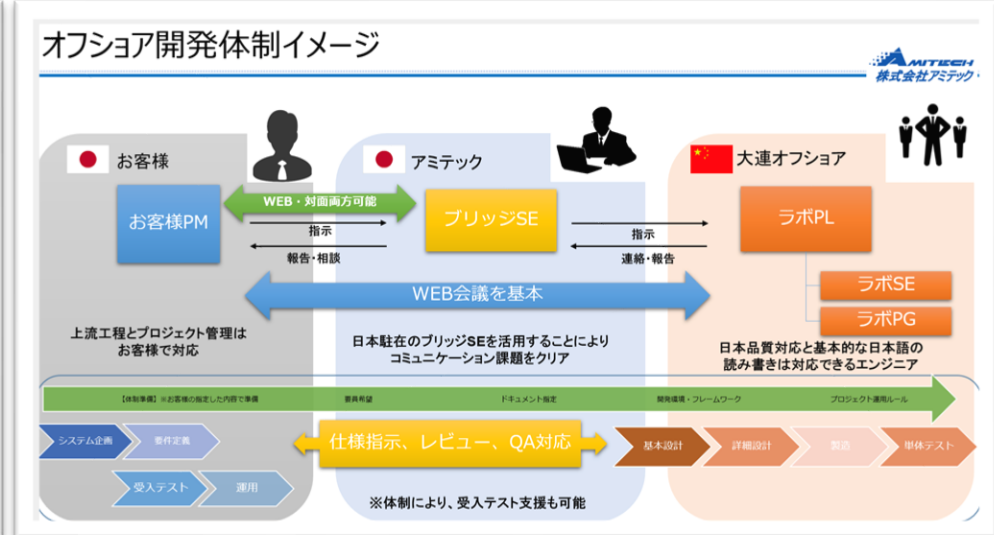 オフショア開発体制イメージ
AMITECH
株式会社アミテック
お客様
アミテック
大連オフショア
お客様PM
WEB・対面両方可能
ブリッジSE
ラボPL
指示
指示
報告・相談
連絡・報告
ラボSE
WEB会議を基本
ラボPG
上流工程とプロジェクト管理は
お客様で対応
日本駐在のブリッジSEを活用することにより
コミュニケーション課題をクリア
日本品質対応と基本的な日本語の
読み書きは対応できるエンジニア
【体制準備】※お客様の指定した内容で準備
要員希望
ドキュメント指定
開発環境・フレームワーク
プロジェクト運用ルール
システム企画
要件定義
仕様指示、レビュー、QA対応
基本設計
詳細設計
製造
単体テスト
受入テスト
運用
※体制により、受入テスト支援も可能